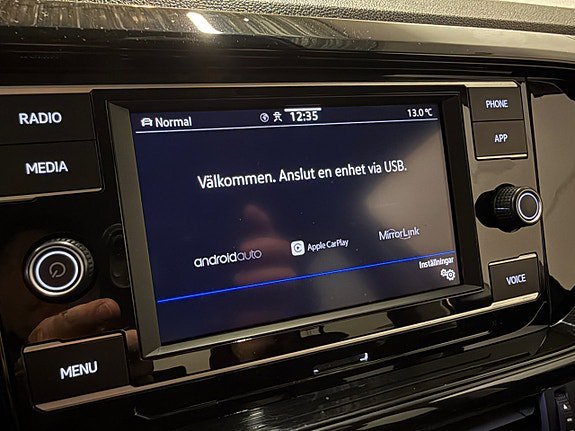 RADIO
MEDIA
MENU
Normal
12:35
13.0 °C
Välkommen. Anslut en enhet via USB.
androidauto
Apple CarPlay
MirrorLink
Inställningar
PHONE
APP
VOICE